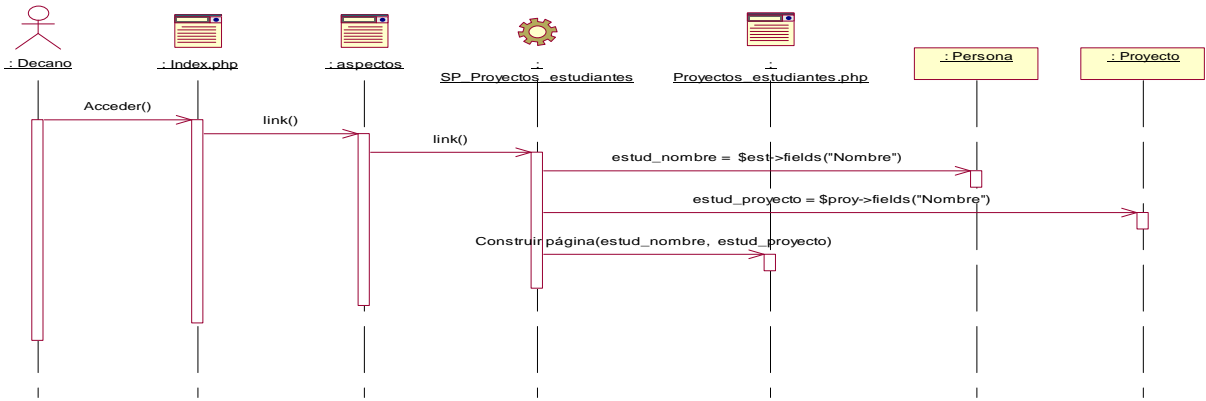 : Decano
: Index.php
: aspectos
:
SP_Proyectos_estudiantes
:
Proyectos_estudiantes.php
: Persona
: Proyecto
Acceder()
link()
link()
estud_nombre = $est->fields("Nombre")
estud_proyecto = $proy->fields("Nombre")
Construir página(estud_nombre, estud_proyecto)